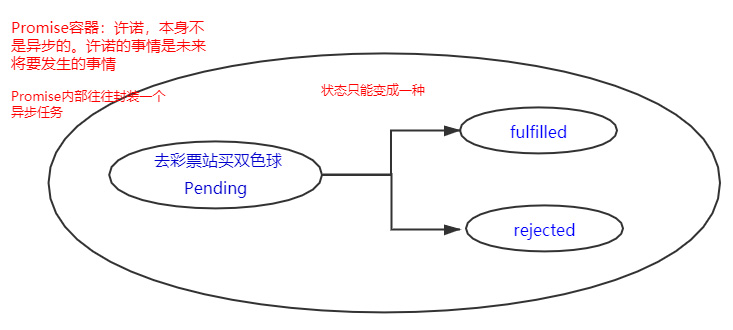 Promise容器：许诺，本身不
是异步的。许诺的事情是未来
将要发生的事情
Promise内部往往封装一个
异步任务
状态只能变成一种
去彩票站买双色球
Pending
fulfilled
rejected